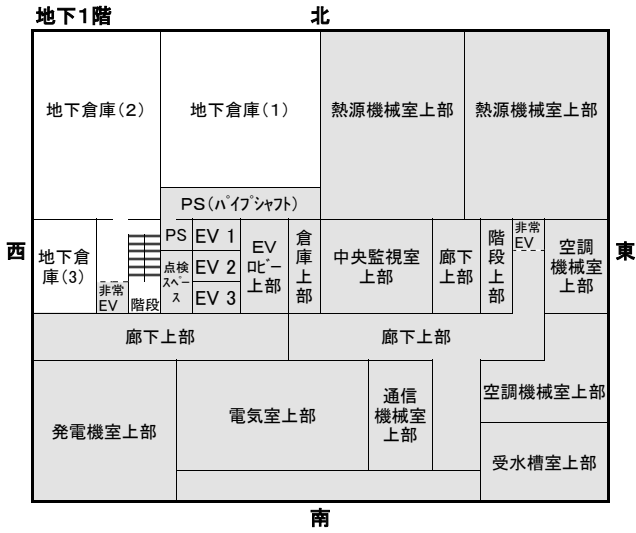 地下1階
北
地下倉庫(2)
地下倉庫(1)
熱源機械室上部
熱源機械室上部
PS(パイプシャフト)
西
地下倉
庫(3)
非常
EV
階段
PS
点検
スペー
ス
EV 1
EV 2
EV 3
EV
ロビー
上部
倉庫上部
中央監視室
上部
廊下
上部
階段上部
非常
EV
空調
機械室
上部
東
廊下上部
廊下上部
発電機室上部
電気室上部
通信
機械室
上部
空調機械室上部
受水槽室上部
南